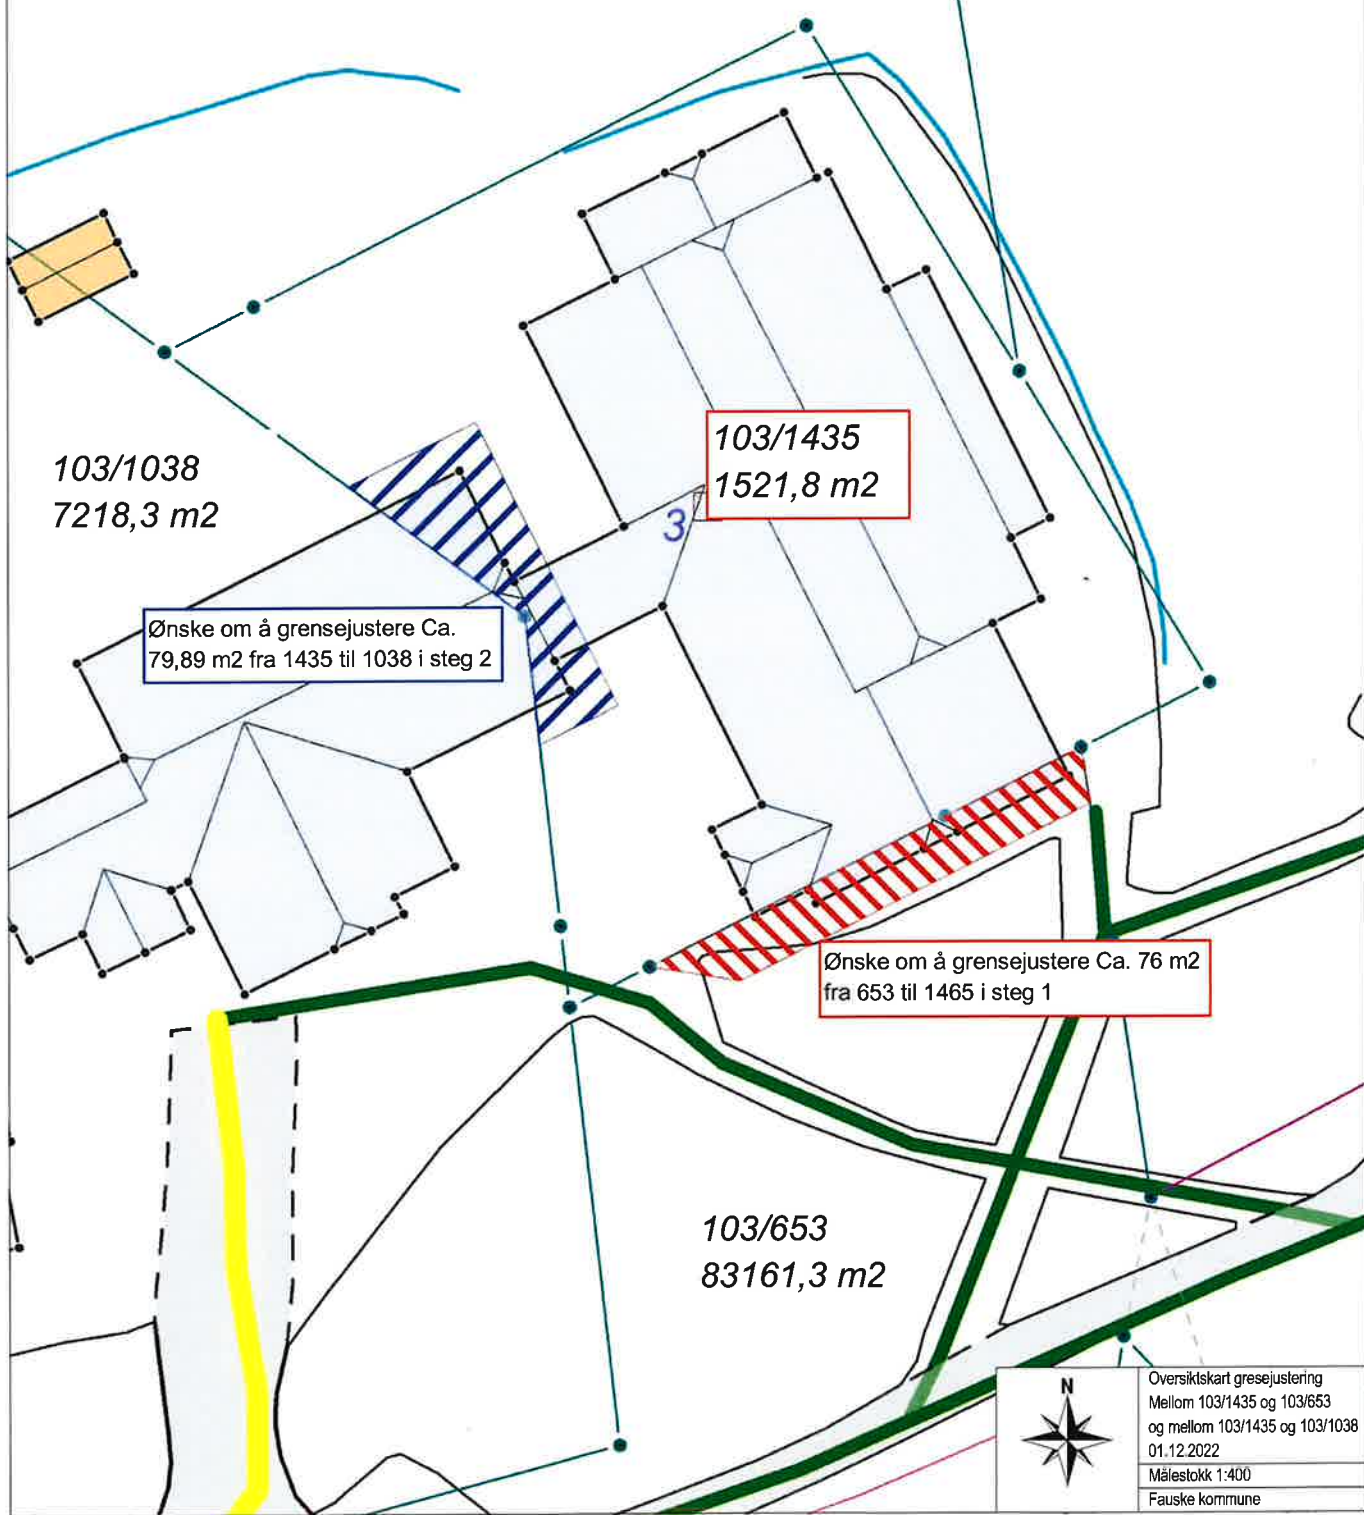 103/1435
1521,8 m2
103/1038
7218,3 m2
3
Ønske om å grensejustere Ca.
79,89 m2 fra 1435 til 1038 i steg 2
Ønske om å grensejustere Ca. 76 m2
fra 653 til 1465 i steg 1
103/653
83161,3 m2
N
Oversiktskart gresejustering
Mellom 103/1435 og 103/653
og mellom 103/1435 og 103/1038
01.12.2022
Målestokk 1:400
Fauske kommune